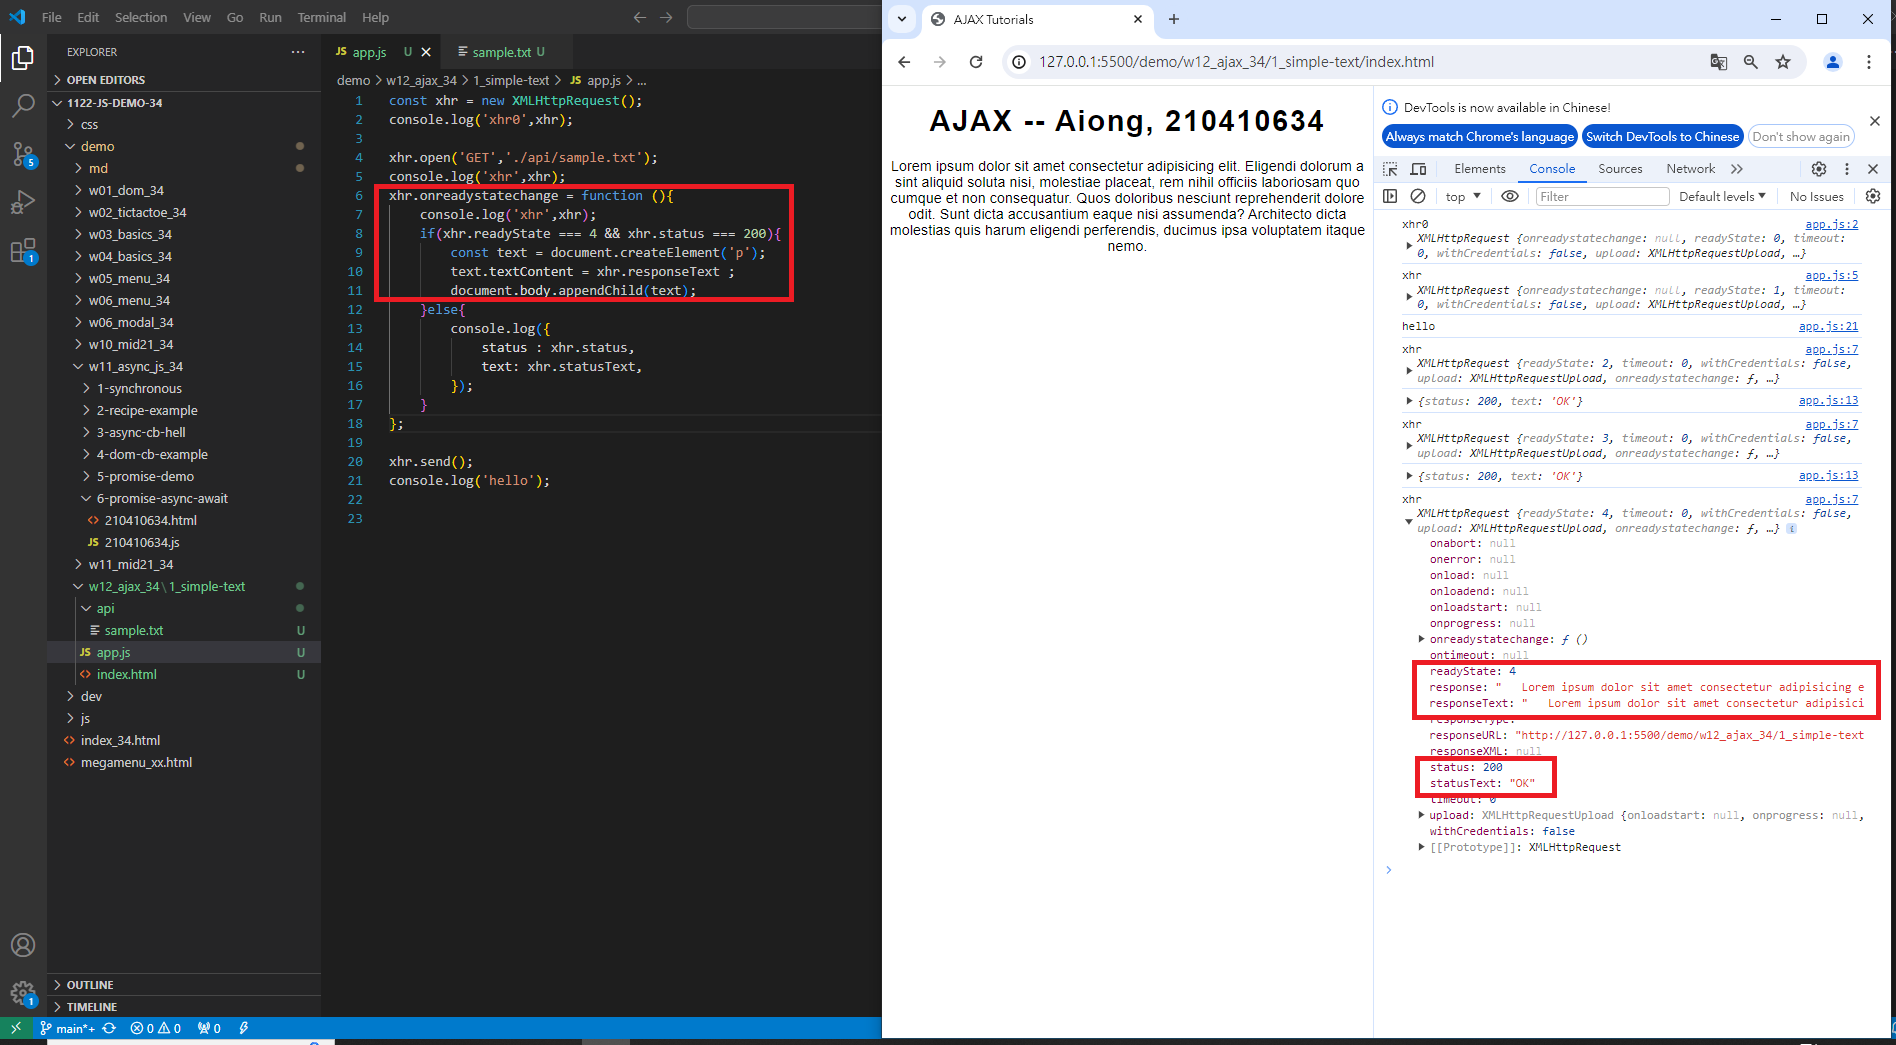 File Edit Selection View Go Run Terminal Help
EXPLORER
OPEN EDITORS
1122-JS-DEMO-34
css
demo
md
w01_dom_34
w02_tictactoe_34
w03_basics_34
w04_basics_34
w05_menu_34
w06_menu_34
w06_modal_34
w10_mid21_34
w11_async_js_34
1-synchronous
2-recipe-example
3-async-cb-hell
4-dom-cb-example
5-promise-demo
6-promise-async-await
210410634.html
JS 210410634.js
w11_mid21_34
w12_ajax_34 \ 1_simple-text
api
sample.txt U
JS app.js U
index.html U
dev
js
index_34.html
megamenu_xx.html
OUTLINE
TIMELINE
5
1
1
main*+ 0 0 0
JS app.js U sample.txt U
demo > w12_ajax_34 > 1_simple-text > JS app.js > ...
1 const xhr = new XMLHttpRequest();
2 console.log('xhr0',xhr);
3
4 xhr.open('GET','./api/sample.txt');
5 console.log('xhr',xhr);
6 xhr.onreadystatechange = function (){
7 console.log('xhr',xhr);
8 if(xhr.readyState === 4 && xhr.status === 200){
9 const text = document.createElement('p');
10 text.textContent = xhr.responseText ;
11 document.body.appendChild(text);
12 }else{
13 console.log({
14 status : xhr.status,
15 text: xhr.statusText,
16 });
17 }
18 };
19
20 xhr.send();
21 console.log('hello');
22
23
AJAX Tutorials
127.0.0.1:5500/demo/w12_ajax_34/1_simple-text/index.html
AJAX -- Aiong, 210410634
Lorem ipsum dolor sit amet consectetur adipisicing elit. Eligendi dolorum a
sint aliquid soluta nisi, molestiae placeat, rem nihil officiis laboriosam quo
cumque et non consequatur. Quos doloribus nesciunt reprehenderit dolore
odit. Sunt dicta accusantium eaque nisi assumenda? Architecto dicta
molestias quis harum eligendi perferendis, ducimus ipsa voluptatem itaque
nemo.
DevTools is now available in Chinese!
Always match Chrome's language Switch DevTools to Chinese Don't show again
Elements Console Sources Network
top Filter Default levels No Issues
xhr0 app.js:2
XMLHttpRequest {onreadystatechange: null, readyState: 0, timeout:
0, withCredentials: false, upload: XMLHttpRequestUpload, …}
xhr app.js:5
XMLHttpRequest {onreadystatechange: null, readyState: 1, timeout:
0, withCredentials: false, upload: XMLHttpRequestUpload, …}
hello app.js:21
xhr app.js:7
XMLHttpRequest {readyState: 2, timeout: 0, withCredentials: false,
upload: XMLHttpRequestUpload, onreadystatechange: ƒ, …}
{status: 200, text: 'OK'} app.js:13
xhr app.js:7
XMLHttpRequest {readyState: 3, timeout: 0, withCredentials: false,
upload: XMLHttpRequestUpload, onreadystatechange: ƒ, …}
{status: 200, text: 'OK'} app.js:13
xhr app.js:7
XMLHttpRequest {readyState: 4, timeout: 0, withCredentials: false,
upload: XMLHttpRequestUpload, onreadystatechange: ƒ, …} i
onabort: null
onerror: null
onload: null
onloadend: null
onloadstart: null
onprogress: null
onreadystatechange: ƒ ()
ontimeout: null
readyState: 4
response: " Lorem ipsum dolor sit amet consectetur adipisicing e
responseText: " Lorem ipsum dolor sit amet consectetur adipisici
responseType:
responseURL: "http://127.0.0.1:5500/demo/w12_ajax_34/1_simple-text
responseXML: null
status: 200
statusText: "OK"
timeout: 0
upload: XMLHttpRequestUpload {onloadstart: null, onprogress: null,
withCredentials: false
[[Prototype]]: XMLHttpRequest